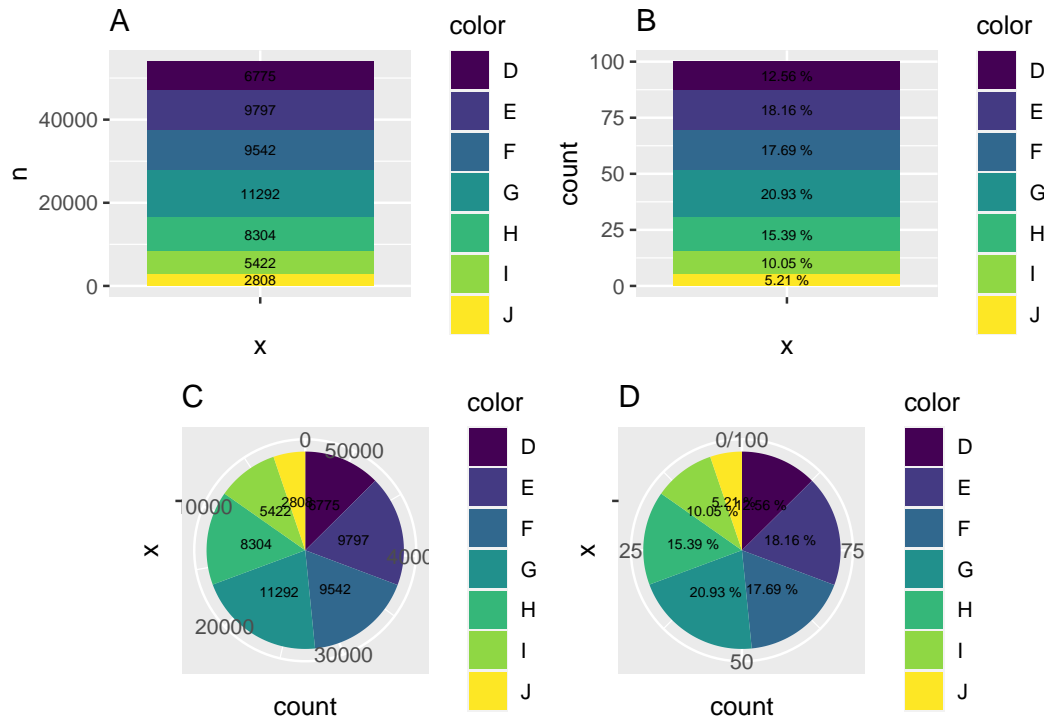 A
color
n
40000
20000
0
6775
9797
9542
11292
8304
5422
2808
x
D
E
F
G
H
I
J
B
color
count
100
75
50
25
0
12.56 %
18.16 %
17.69 %
20.93 %
15.39 %
10.05 %
5.21 %
x
D
E
F
G
H
I
J
C
color
x
0
50000
4000
30000
20000
10000
2808
6775
5422
9797
8304
9542
11292
count
D
E
F
G
H
I
J
D
color
x
0/100
75
50
25
5.21 %
12.56 %
10.05 %
18.16 %
15.39 %
17.69 %
20.93 %
count
D
E
F
G
H
I
J